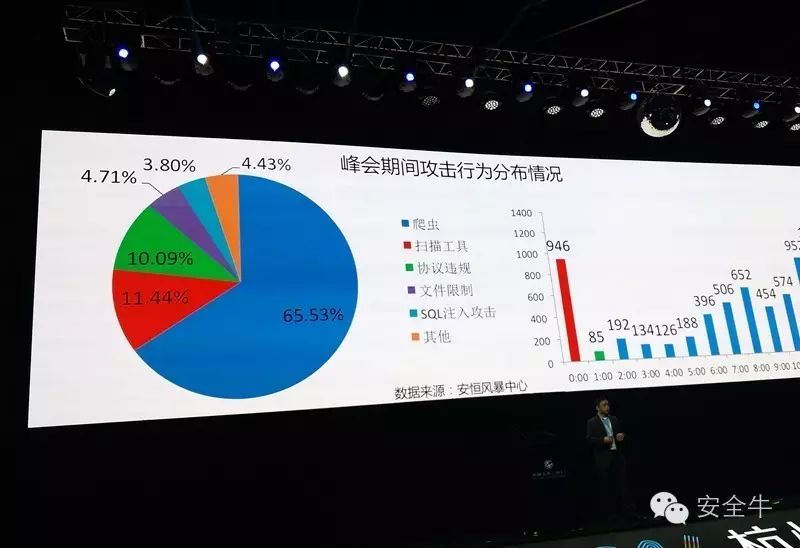 峰会期间攻击行为分布情况
3.80%
4.43%
4.71%
10.09%
11.44%
65.53%
爬虫
扫描工具
协议违规
文件限制
SQL注入攻击
其他
1400
1200
1000
800
600
400
200
0
946
85
192
134
126
188
396
506
652
454
574
0:00 1:00 2:00 3:00 4:00 5:00 6:00 7:00 8:00 9:00
数据来源：安恒风暴中心
安全牛